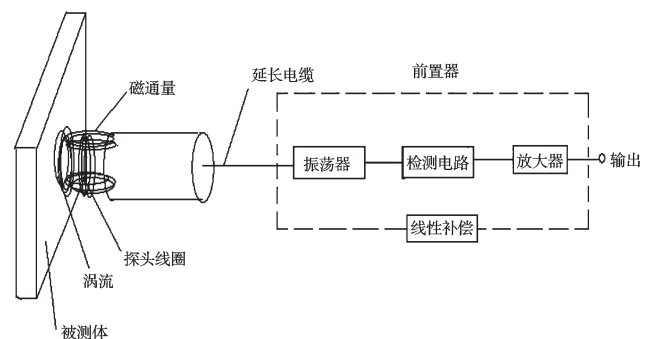 延长电缆
前置器
磁通量
振荡器
检测电路
放大器
输出
线性补偿
探头线圈
涡流
被测体